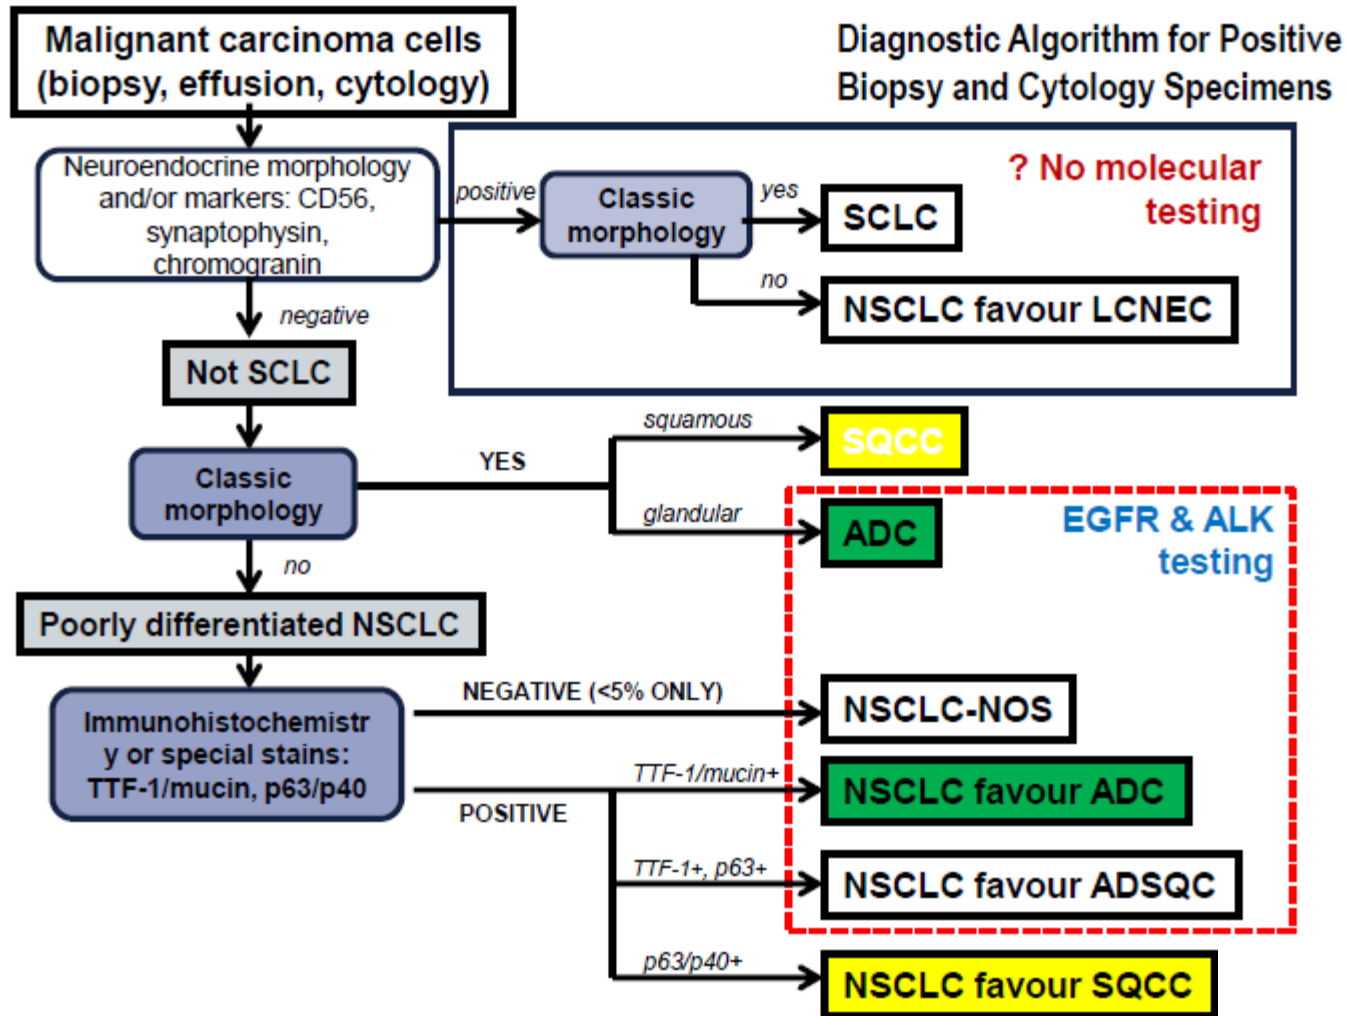 Malignant carcinoma cells
(biopsy, effusion, cytology)
Diagnostic Algorithm for Positive
Biopsy and Cytology Specimens
Neuroendocrine morphology
and/or markers: CD56,
synaptophysin,
chromogranin
positive
Classic
morphology
yes
SCLC
? No molecular
testing
no
NSCLC favour LCNEC
negative
Not SCLC
Classic
morphology
YES
squamous
SQCC
glandular
ADC
EGFR & ALK
testing
no
Poorly differentiated NSCLC
Immunohistochemistr
y or special stains:
TTF-1/mucin, p63/p40
NEGATIVE (<5% ONLY)
NSCLC-NOS
POSITIVE
TTF-1/mucin+
NSCLC favour ADC
TTF-1+, p63+
NSCLC favour ADSQC
p63/p40+
NSCLC favour SQCC